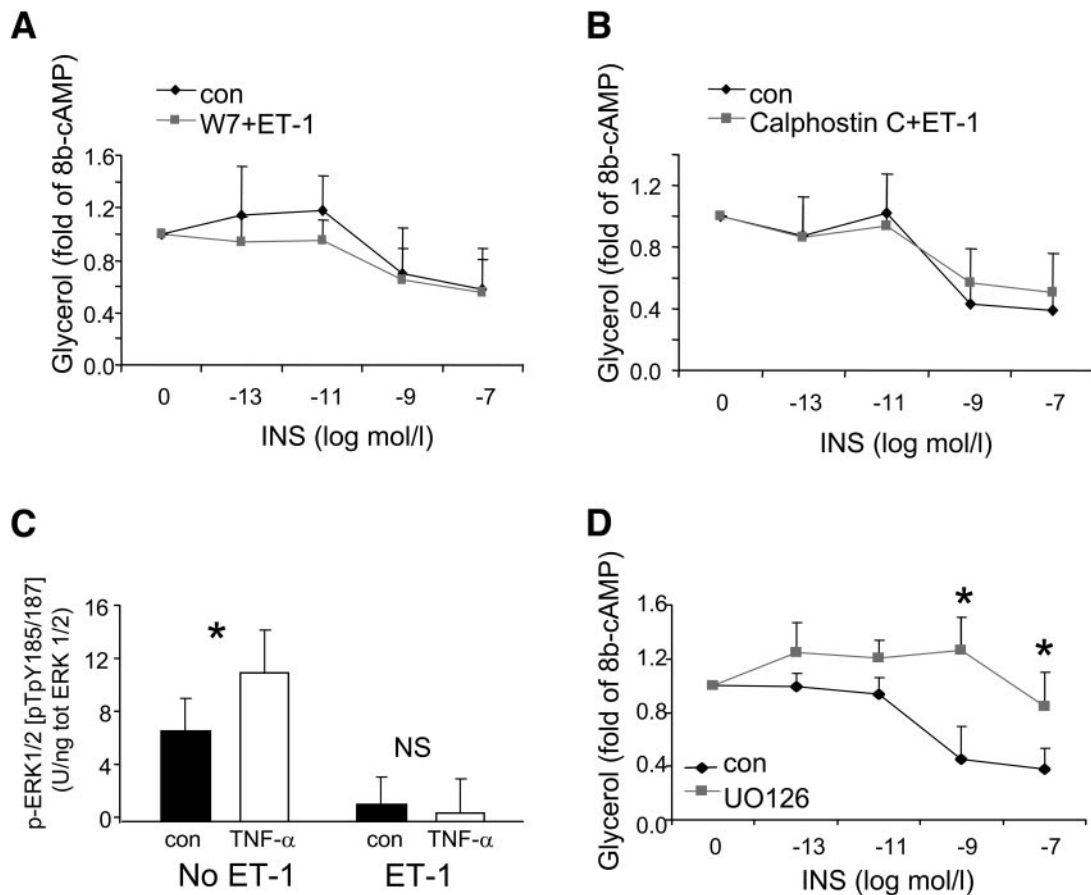 A
Glycerol (fold of 8b-cAMP)
con
W7+ET-1
1.6
1.2
0.8
0.4
0.0
0 -13 -11 -9 -7
INS (log mol/l)
B
Glycerol (fold of 8b-cAMP)
con
Calphostin C+ET-1
1.2
0.8
0.4
0.0
0 -13 -11 -9 -7
INS (log mol/l)
C
p-ERK1/2 [pTpY185/187]
(U/ng tot ERK 1/2)
16
12
8
4
0
*
NS
con TNF-α con TNF-α
No ET-1 ET-1
D
Glycerol (fold of 8b-cAMP)
1.6
1.2
0.8
0.4
0.0
*
*
con
UO126
0 -13 -11 -9 -7
INS (log mol/l)